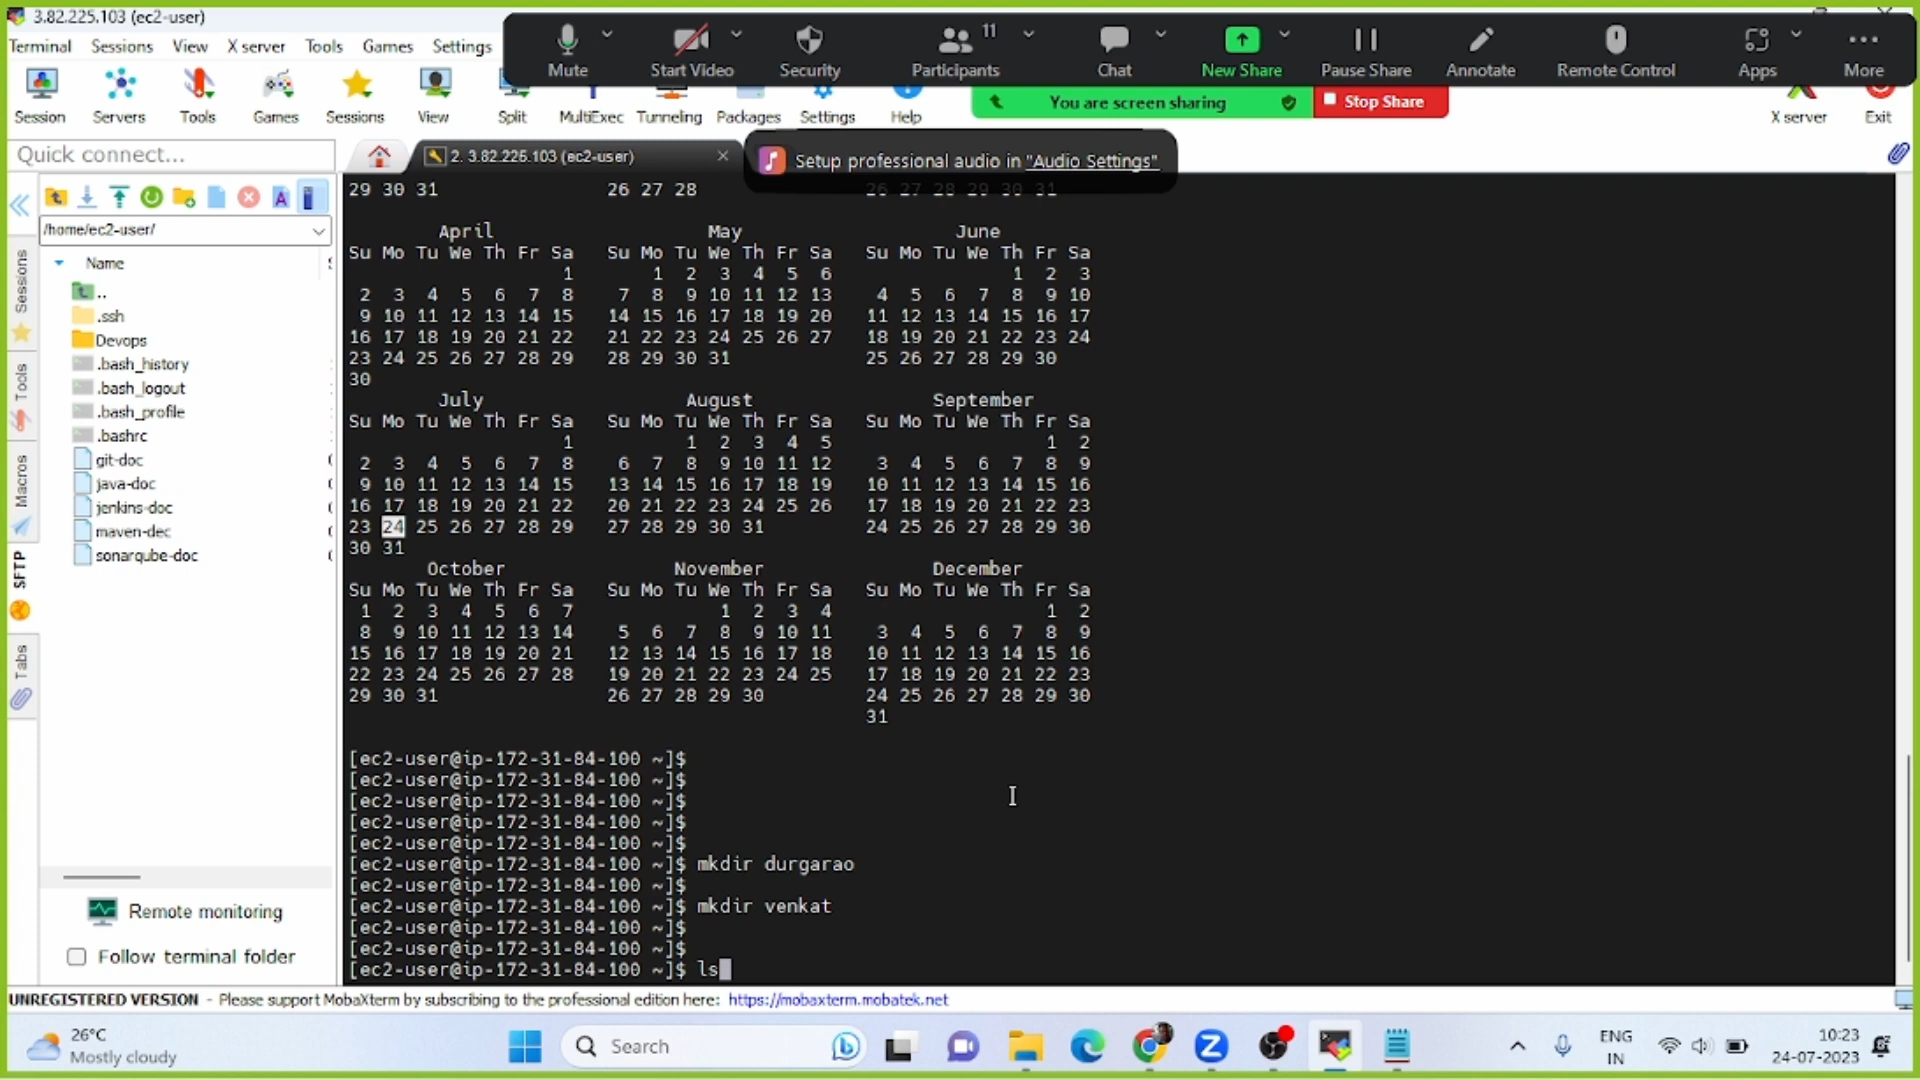 3.82.225.103 (ec2-user)
Terminal Sessions View X server Tools Games Settings
Mute Start Video Security Participants 11 Chat New Share Pause Share Annotate Remote Control Apps More
You are screen sharing Stop Share
Session Servers Tools Games Sessions View Split MultiExec Tunneling Packages Settings Help X server Exit
Quick connect...
2. 3.82.225.103 (ec2-user)
Setup professional audio in "Audio Settings"
/home/ec2-user/
Name
..
.ssh
Devops
.bash_history
.bash_logout
.bash_profile
.bashrc
git-doc
java-doc
jenkins-doc
maven-dec
sonarqube-doc
Sessions
Tools
Macros
SFTP
Tabs
Remote monitoring
Follow terminal folder
29 30 31 26 27 28 26 27 28 29 30 31
April May June
Su Mo Tu We Th Fr Sa Su Mo Tu We Th Fr Sa Su Mo Tu We Th Fr Sa
1 1 2 3 4 5 6 1 2 3
2 3 4 5 6 7 8 7 8 9 10 11 12 13 4 5 6 7 8 9 10
9 10 11 12 13 14 15 14 15 16 17 18 19 20 11 12 13 14 15 16 17
16 17 18 19 20 21 22 21 22 23 24 25 26 27 18 19 20 21 22 23 24
23 24 25 26 27 28 29 28 29 30 31 25 26 27 28 29 30
30
July August September
Su Mo Tu We Th Fr Sa Su Mo Tu We Th Fr Sa Su Mo Tu We Th Fr Sa
1 1 2 3 4 5 1 2
2 3 4 5 6 7 8 6 7 8 9 10 11 12 3 4 5 6 7 8 9
9 10 11 12 13 14 15 13 14 15 16 17 18 19 10 11 12 13 14 15 16
16 17 18 19 20 21 22 20 21 22 23 24 25 26 17 18 19 20 21 22 23
23 24 25 26 27 28 29 27 28 29 30 31 24 25 26 27 28 29 30
30 31
October November December
Su Mo Tu We Th Fr Sa Su Mo Tu We Th Fr Sa Su Mo Tu We Th Fr Sa
1 2 3 4 5 6 7 1 2 3 4 1 2
8 9 10 11 12 13 14 5 6 7 8 9 10 11 3 4 5 6 7 8 9
15 16 17 18 19 20 21 12 13 14 15 16 17 18 10 11 12 13 14 15 16
22 23 24 25 26 27 28 19 20 21 22 23 24 25 17 18 19 20 21 22 23
29 30 31 26 27 28 29 30 24 25 26 27 28 29 30
31
[ec2-user@ip-172-31-84-100 ~]$
[ec2-user@ip-172-31-84-100 ~]$
[ec2-user@ip-172-31-84-100 ~]$
[ec2-user@ip-172-31-84-100 ~]$
[ec2-user@ip-172-31-84-100 ~]$
[ec2-user@ip-172-31-84-100 ~]$ mkdir durgarao
[ec2-user@ip-172-31-84-100 ~]$
[ec2-user@ip-172-31-84-100 ~]$ mkdir venkat
[ec2-user@ip-172-31-84-100 ~]$
[ec2-user@ip-172-31-84-100 ~]$
[ec2-user@ip-172-31-84-100 ~]$ ls
UNREGISTERED VERSION - Please support MobaXterm by subscribing to the professional edition here: https://mobaxterm.mobatek.net
26°C
Mostly cloudy
Search
ENG
IN
10:23
24-07-2023